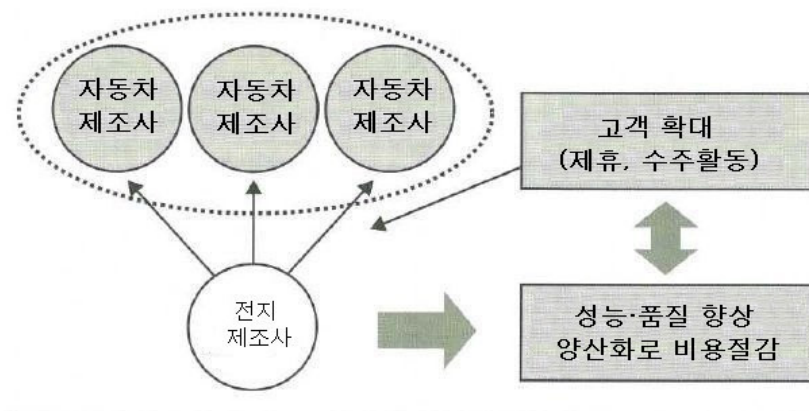 자동차
제조사
자동차
제조사
자동차
제조사
고객 확대
(제휴, 수주활동)
전지
제조사
성능·품질 향상
양산화로 비용절감